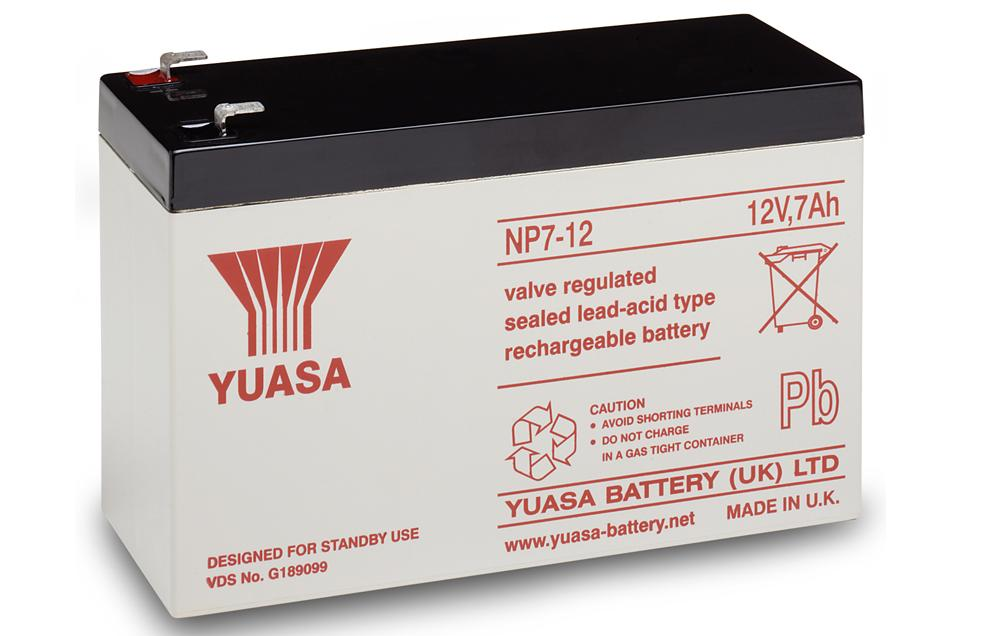 YUASA
DESIGNED FOR STANDBY USE
VDS No. G189099
NP7-12 12V,7Ah
valve regulated
sealed lead-acid type
rechargeable battery
CAUTION
• AVOID SHORTING TERMINALS
• DO NOT CHARGE
IN A GAS TIGHT CONTAINER
Pb
YUASA BATTERY (UK) LTD
www.yuasa-battery.net MADE IN U.K.